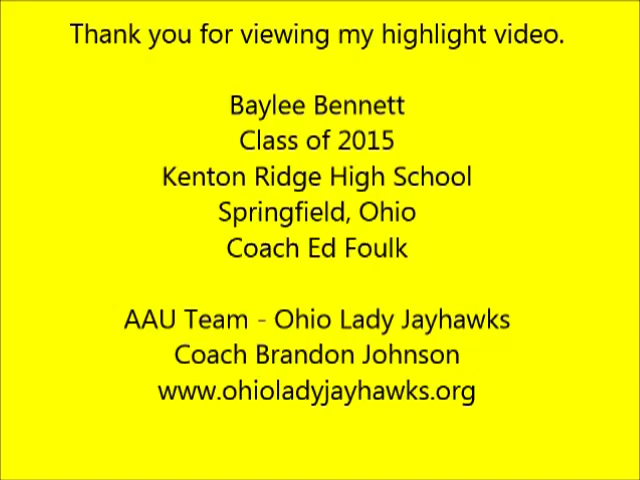 Thank you for viewing my highlight video.
Baylee Bennett
Class of 2015
Kenton Ridge High School
Springfield, Ohio
Coach Ed Foulk
AAU Team - Ohio Lady Jayhawks
Coach Brandon Johnson
www.ohioladyjayhawks.org